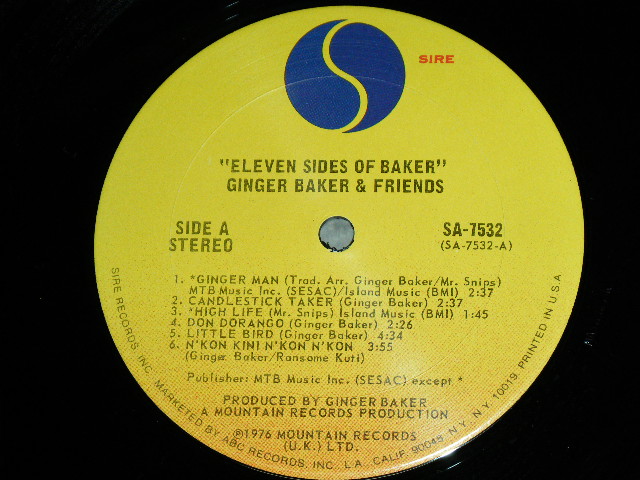 SIRE
"ELEVEN SIDES OF BAKER"
GINGER BAKER & FRIENDS
SIDE A
STEREO
SA-7532
(SA-7532-A)
1. *GINGER MAN (Trad. Arr. Ginger Baker/Mr. Snips)
MTB Music Inc. (SESAC)/Island Music (BMI) 2:37
2. CANDLESTICK TAKER (Ginger Baker) 2:37
3. *HIGH LIFE (Mr. Snips) Island Music (BMI) 1:45
4. DON DORANGO (Ginger Baker) 2:26
5. LITTLE BIRD (Ginger Baker) 4:34
6. N'KON KINI N'KON N'KON 3:55
(Ginger Baker/Ransome Kuti)
Publisher: MTB Music Inc. (SESAC) except *
PRODUCED BY GINGER BAKER
A MOUNTAIN RECORDS PRODUCTION
℗1976 MOUNTAIN RECORDS
(U.K.) LTD.
SIRE RECORDS, INC. MARKETED BY ABC RECORDS, INC. L.A. CALIF. 90048 N.Y. N.Y. 10019. PRINTED IN U.S.A.